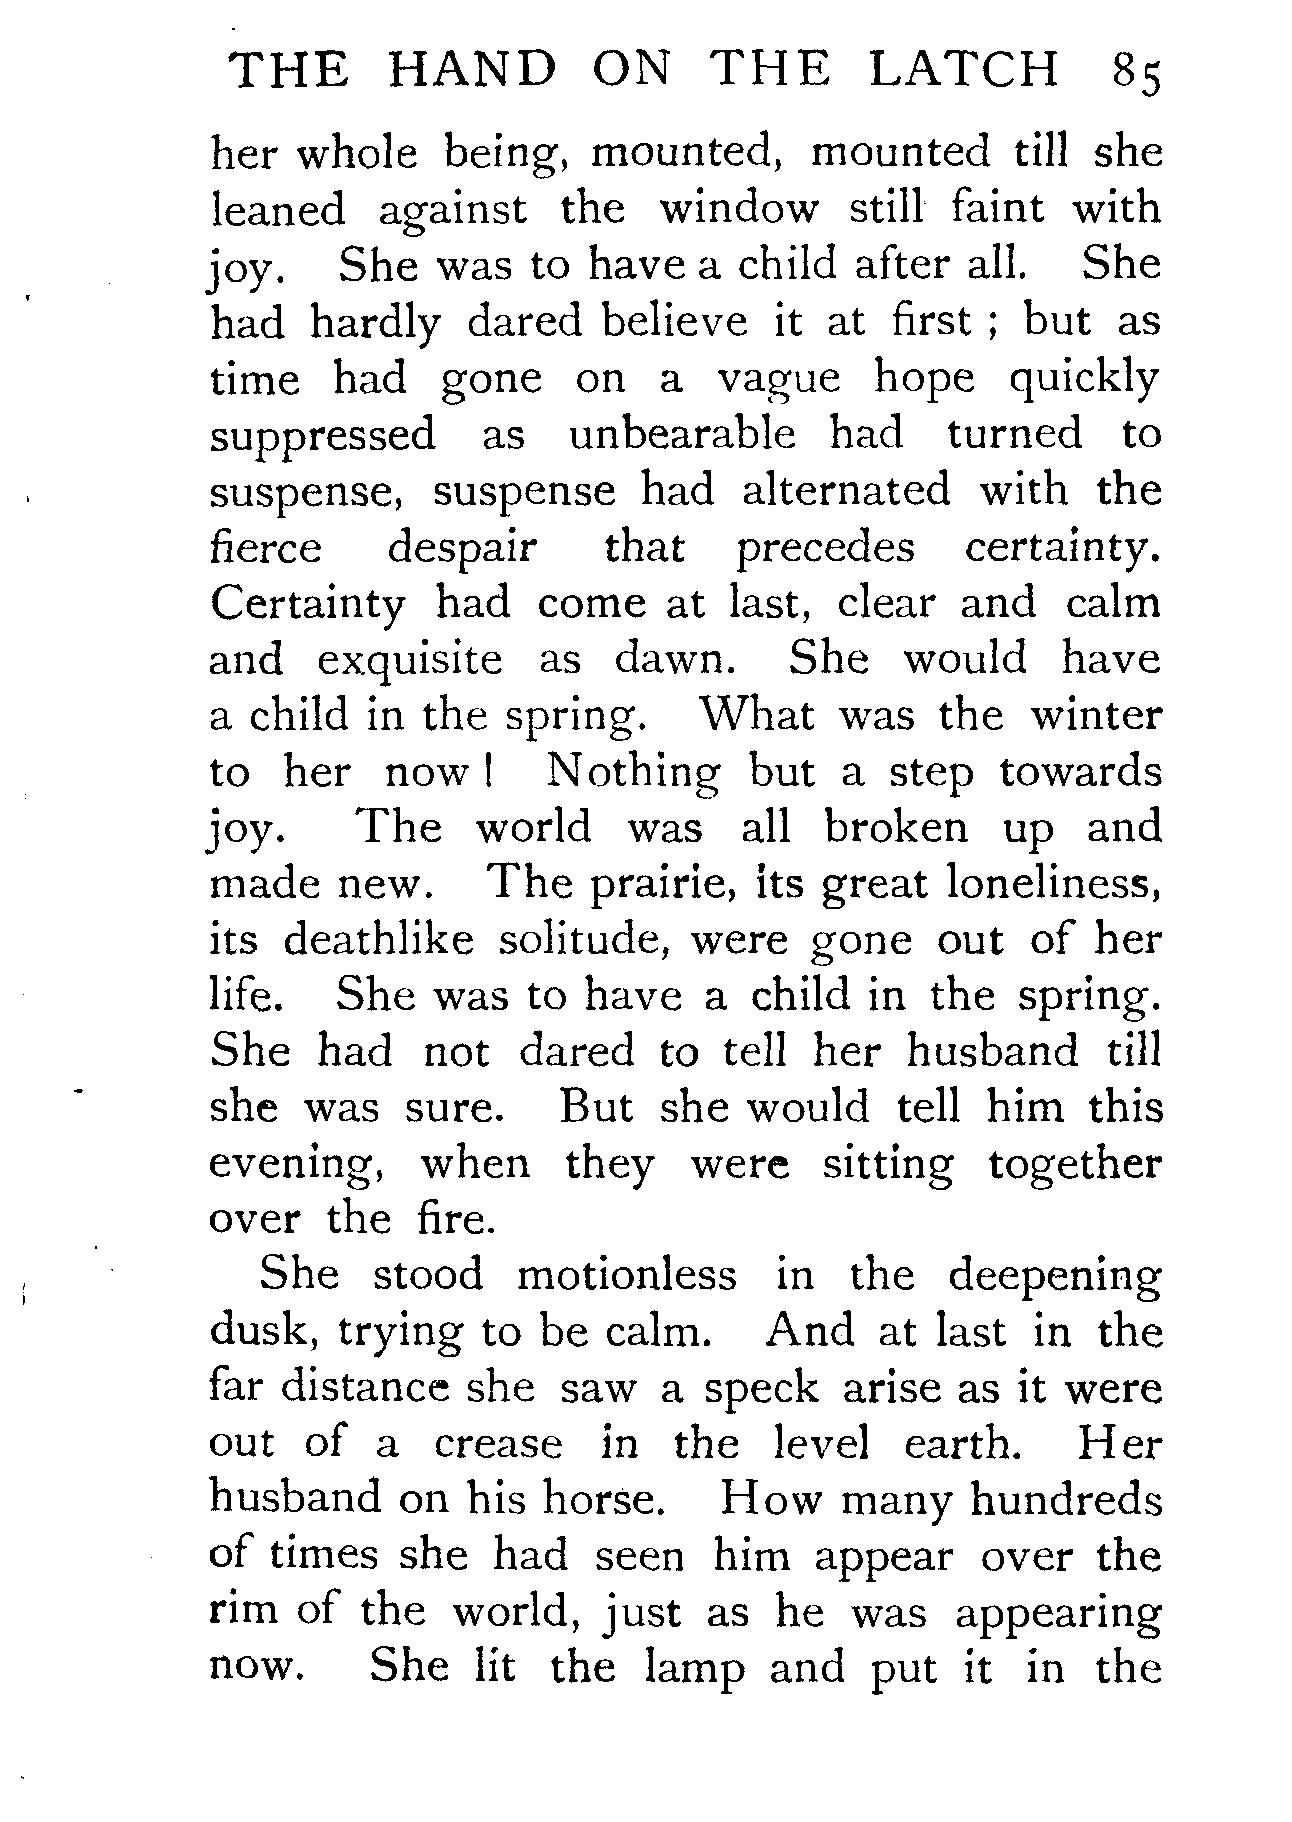 THE HAND ON THE LATCH 85
her whole being, mounted, mounted till she
leaned against the window still faint with
joy. She was to have a child after all. She
had hardly dared believe it at first ; but as
time had gone on a vague hope quickly
suppressed as unbearable had turned to
suspense, suspense had alternated with the
fierce despair that precedes certainty.
Certainty had come at last, clear and calm
and exquisite as dawn. She would have
a child in the spring. What was the winter
to her now ! Nothing but a step towards
joy. The world was all broken up and
made new. The prairie, its great loneliness,
its deathlike solitude, were gone out of her
life. She was to have a child in the spring.
She had not dared to tell her husband till
she was sure. But she would tell him this
evening, when they were sitting together
over the fire.
She stood motionless in the deepening
dusk, trying to be calm. And at last in the
far distance she saw a speck arise as it were
out of a crease in the level earth. Her
husband on his horse. How many hundreds
of times she had seen him appear over the
rim of the world, just as he was appearing
now. She lit the lamp and put it in the